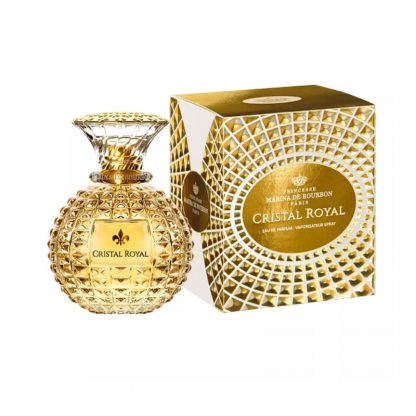 CRISTAL ROYAL
PRINCESSE
MARINA DE BOURBON
PARIS
CRISTAL ROYAL
EAU DE PARFUM - VAPORISATEUR SPRAY